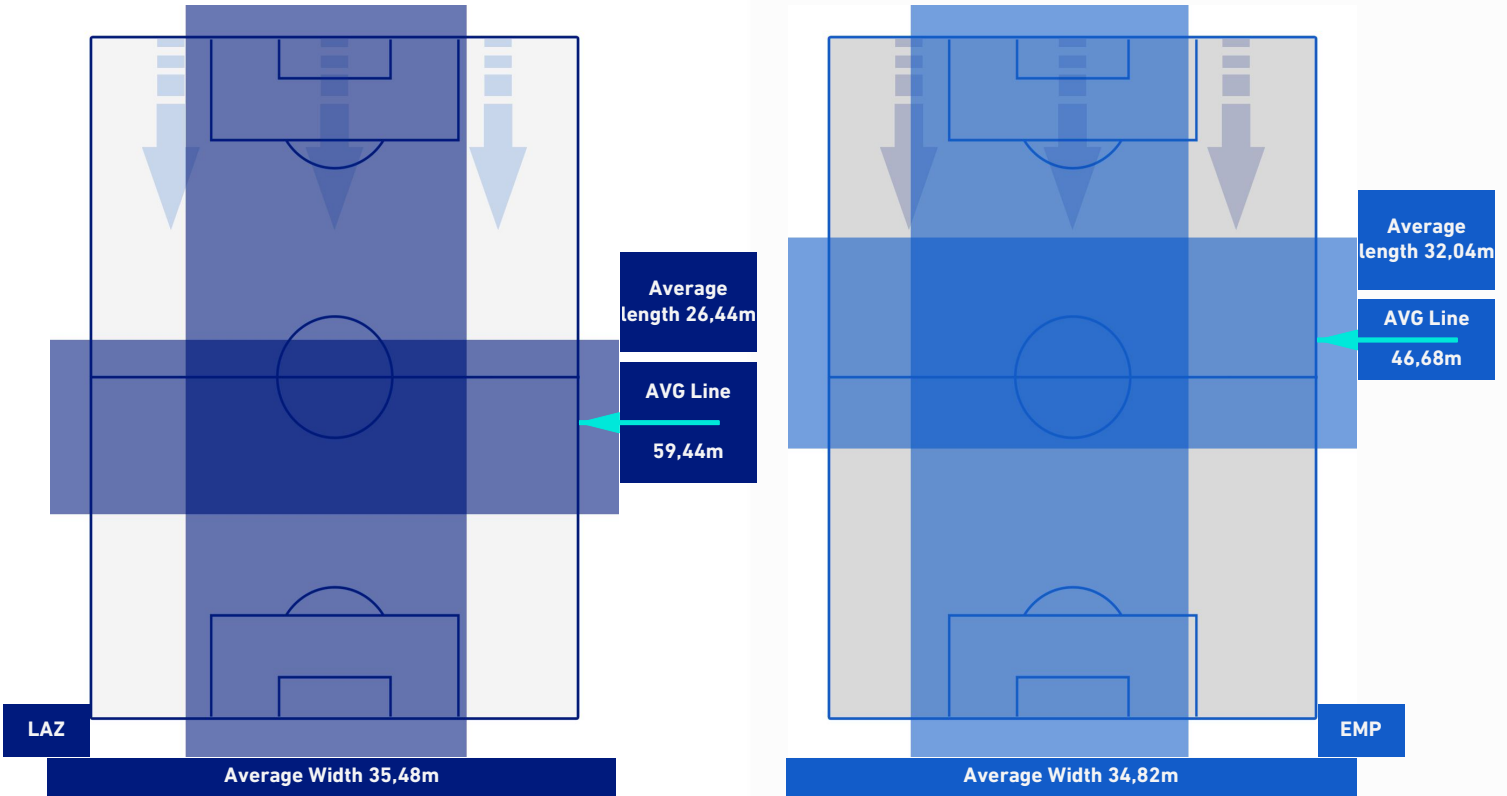 Average
length 26,44m
AVG Line
59,44m
LAZ
Average Width 35,48m
Average
length 32,04m
AVG Line
46,68m
EMP
Average Width 34,82m